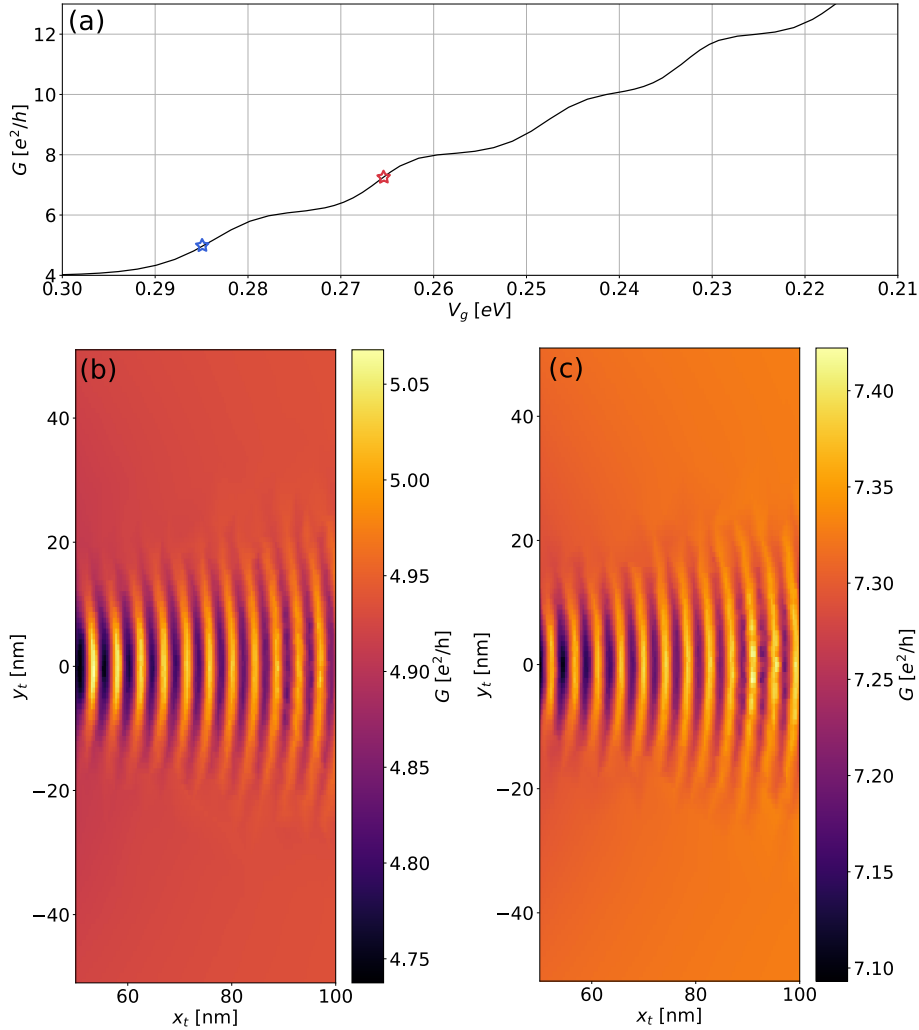 (a)
12
10
8
6
4
G [e²/h]
0.30 0.29 0.28 0.27 0.26 0.25 0.24 0.23 0.22 0.21
V_g [eV]
(b)
40
20
0
−20
−40
y_t [nm]
60 80 100
x_t [nm]
5.05
5.00
4.95
4.90
4.85
4.80
4.75
G [e²/h]
(c)
40
20
0
−20
−40
y_t [nm]
60 80 100
x_t [nm]
7.40
7.35
7.30
7.25
7.20
7.15
7.10
G [e²/h]